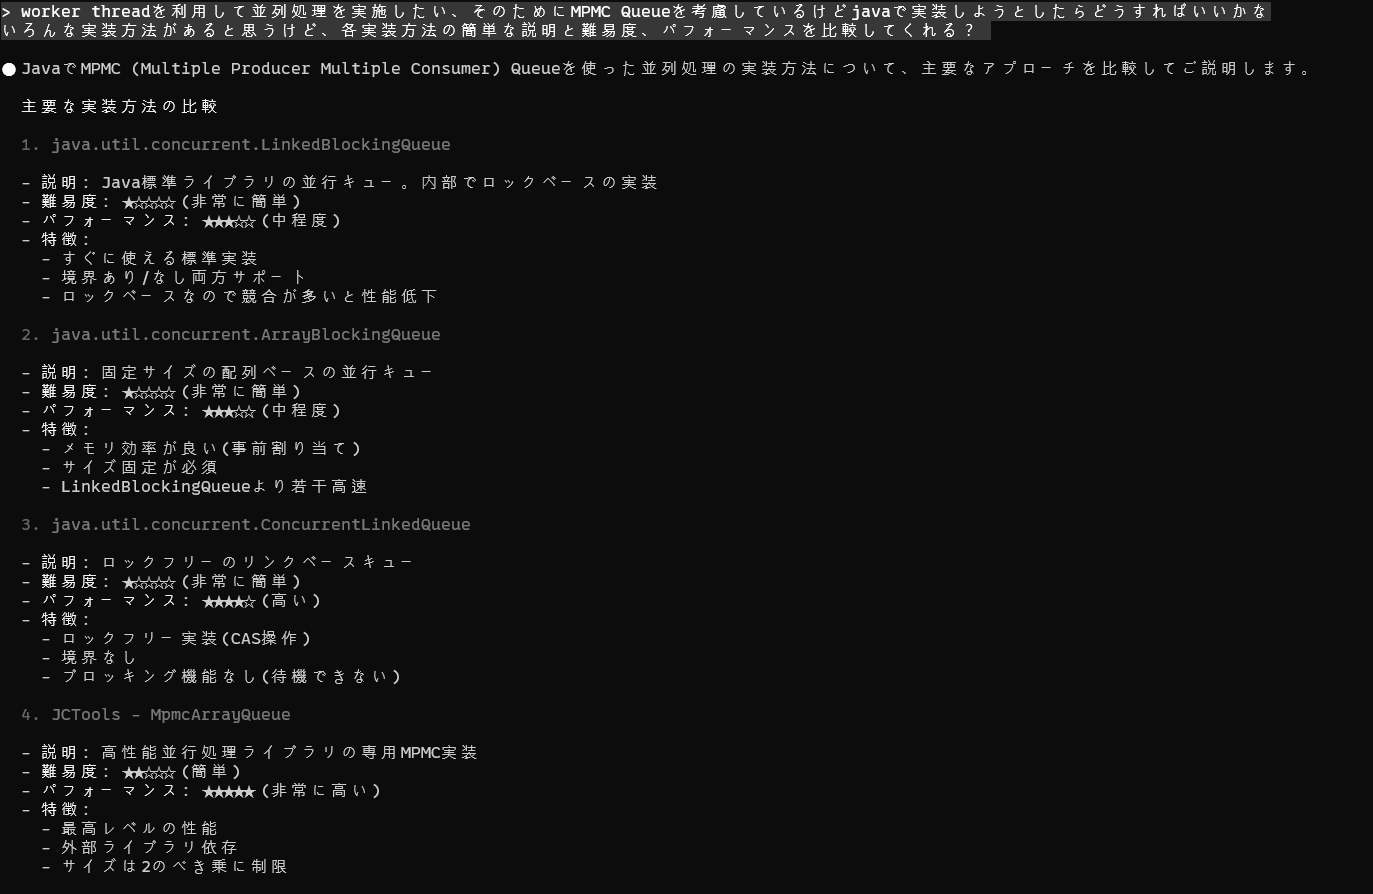 > worker threadを利用して並列処理を実施したい、そのためにMPMC Queueを考慮しているけどjavaで実装しようとしたらどうすればいいかな
いろんな実装方法があると思うけど、各実装方法の簡単な説明と難易度、パフォーマンスを比較してくれる？
● JavaでMPMC (Multiple Producer Multiple Consumer) Queueを使った並列処理の実装方法について、主要なアプローチを比較してご説明します。
主要な実装方法の比較
1. java.util.concurrent.LinkedBlockingQueue
- 説明: Java標準ライブラリの並行キュー。内部でロックベースの実装
- 難易度: ★☆☆☆☆ (非常に簡単)
- パフォーマンス: ★★★☆☆ (中程度)
- 特徴:
- すぐに使える標準実装
- 境界あり/なし両方サポート
- ロックベースなので競合が多いと性能低下
2. java.util.concurrent.ArrayBlockingQueue
- 説明: 固定サイズの配列ベースの並行キュー
- 難易度: ★☆☆☆☆ (非常に簡単)
- パフォーマンス: ★★★☆☆ (中程度)
- 特徴:
- メモリ効率が良い(事前割り当て)
- サイズ固定が必須
- LinkedBlockingQueueより若干高速
3. java.util.concurrent.ConcurrentLinkedQueue
- 説明: ロックフリーのリンクベースキュー
- 難易度: ★☆☆☆☆ (非常に簡単)
- パフォーマンス: ★★★★☆ (高い)
- 特徴:
- ロックフリー実装(CAS操作)
- 境界なし
- ブロッキング機能なし(待機できない)
4. JCTools - MpmcArrayQueue
- 説明: 高性能並行処理ライブラリの専用MPMC実装
- 難易度: ★★☆☆☆ (簡単)
- パフォーマンス: ★★★★★ (非常に高い)
- 特徴:
- 最高レベルの性能
- 外部ライブラリ依存
- サイズは2のべき乗に制限